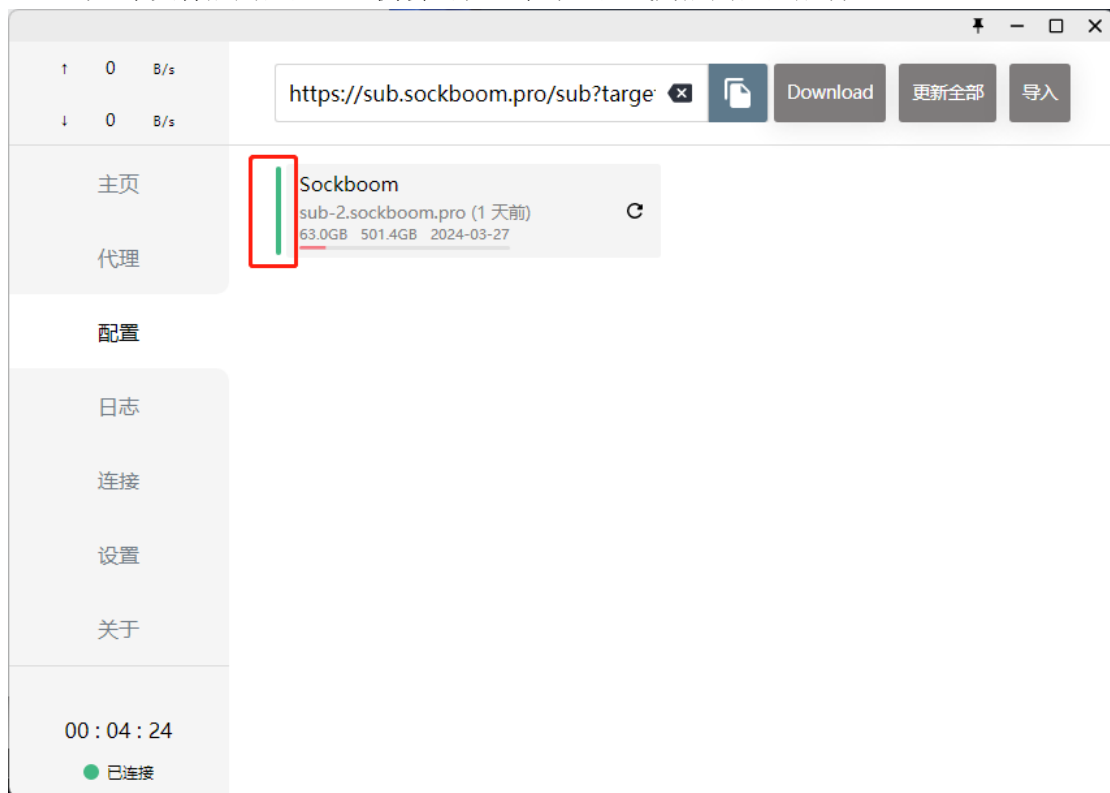 ↑ 0 B/s
↓ 0 B/s
https://sub.sockboom.pro/sub?targe
Download
更新全部
导入
主页
代理
配置
日志
连接
设置
关于
Sockboom
sub-2.sockboom.pro (1 天前)
63.0GB 501.4GB 2024-03-27
00 : 04 : 24
已连接